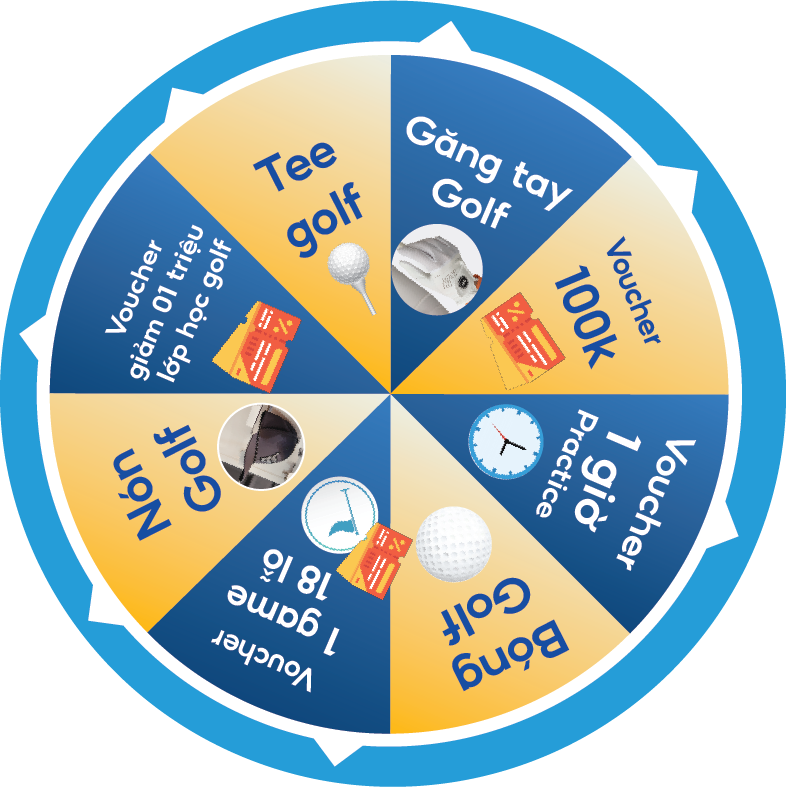 Găng tay
Golf
Voucher
100k
Voucher
1 giờ
Practice
Bóng
Golf
Voucher
1 game
18 lỗ
Nón
Golf
Voucher
giảm 01 triệu
lớp học golf
Tee
golf